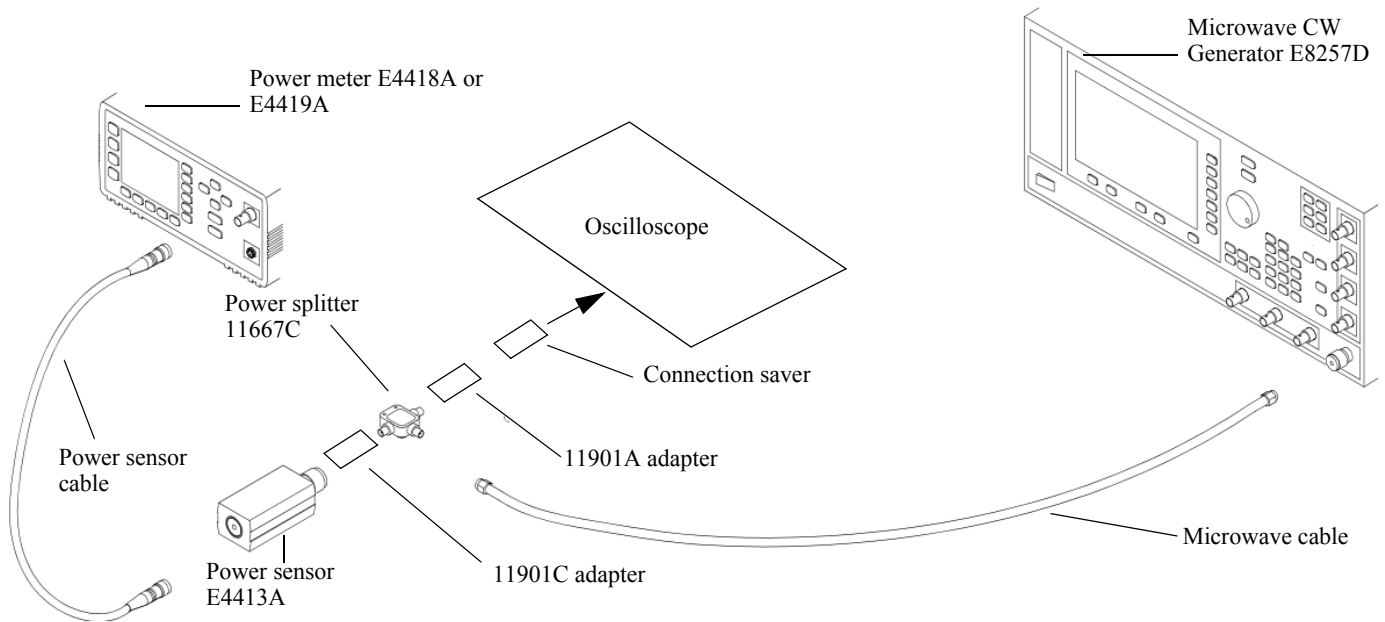 Microwave CW
Generator E8257D
Power meter E4418A or
E4419A
Oscilloscope
Power splitter
11667C
Connection saver
Power sensor
cable
11901A adapter
Microwave cable
Power sensor
E4413A
11901C adapter